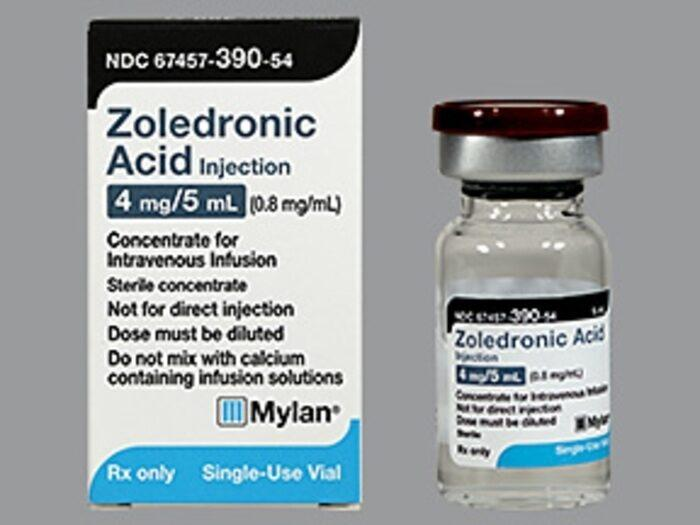 NDC 67457-390-54
Zoledronic
Acid Injection
4 mg/5 mL (0.8 mg/mL)
Concentrate for
Intravenous Infusion
Sterile concentrate
Not for direct injection
Dose must be diluted
Do not mix with calcium
containing infusion solutions
Mylan®
Rx only Single-Use Vial
NDC 67457-390-54
Zoledronic Acid
Injection
4 mg/5 mL (0.8 mg/mL)
Concentrate for Intravenous Infusion
Not for direct injection
Dose must be diluted
Mylan
Sterile
Rx only Single-Use